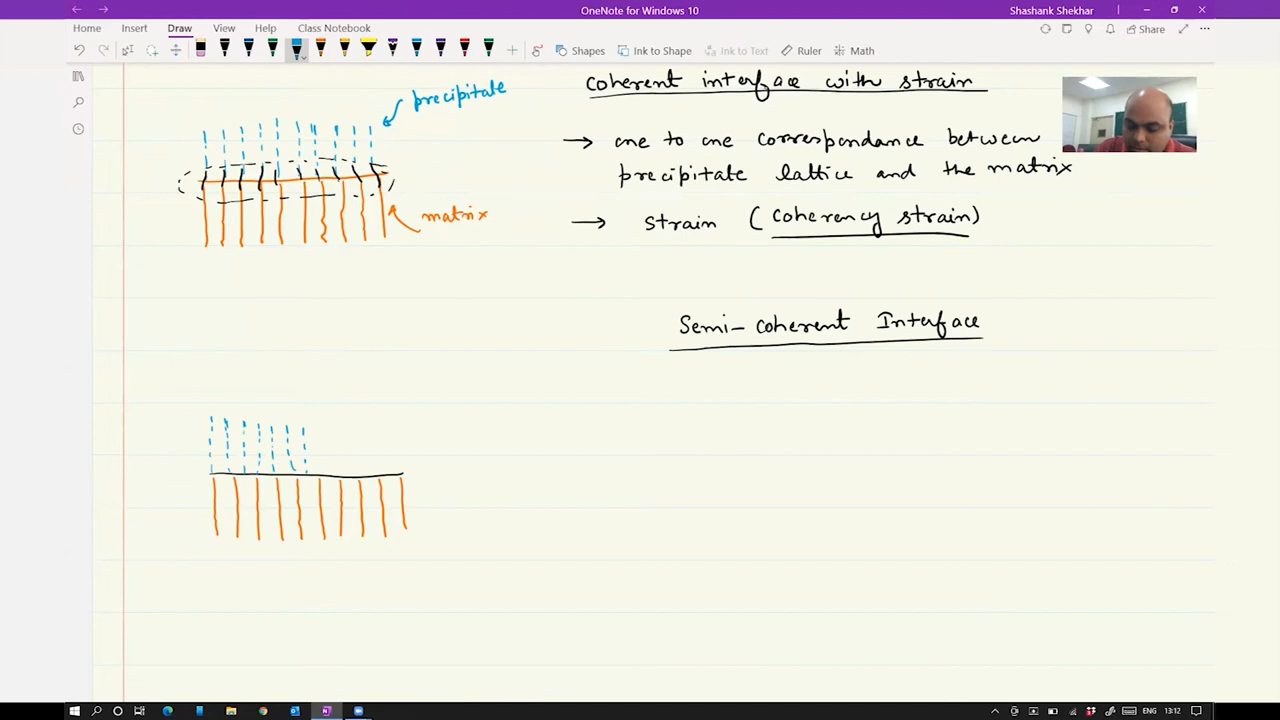 OneNote for Windows 10
Shashank Shekhar
Home Insert Draw View Help Class Notebook
Share
Shapes Ink to Shape Ink to Text Ruler Math
coherent interface with strain
precipitate
→ one to one correspondance between
precipitate lattice and the matrix
matrix
→ strain (coherency strain)
Semi-coherent Interface
ENG 13:12